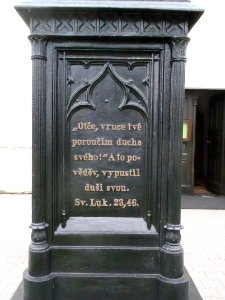 „Otče, v ruce tvé
poroučím ducha
svého!" A to po-
věděv, vypustil
duši svou.
Sv. Luk. 23,46.